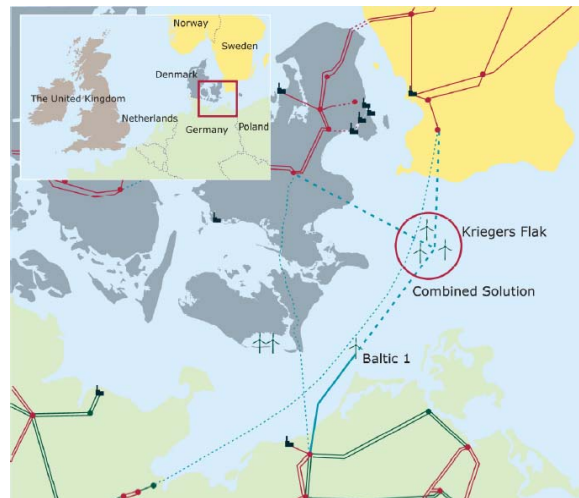 Norway
Sweden
Denmark
The United Kingdom
Netherlands
Germany
Poland
Kriegers Flak
Combined Solution
Baltic 1